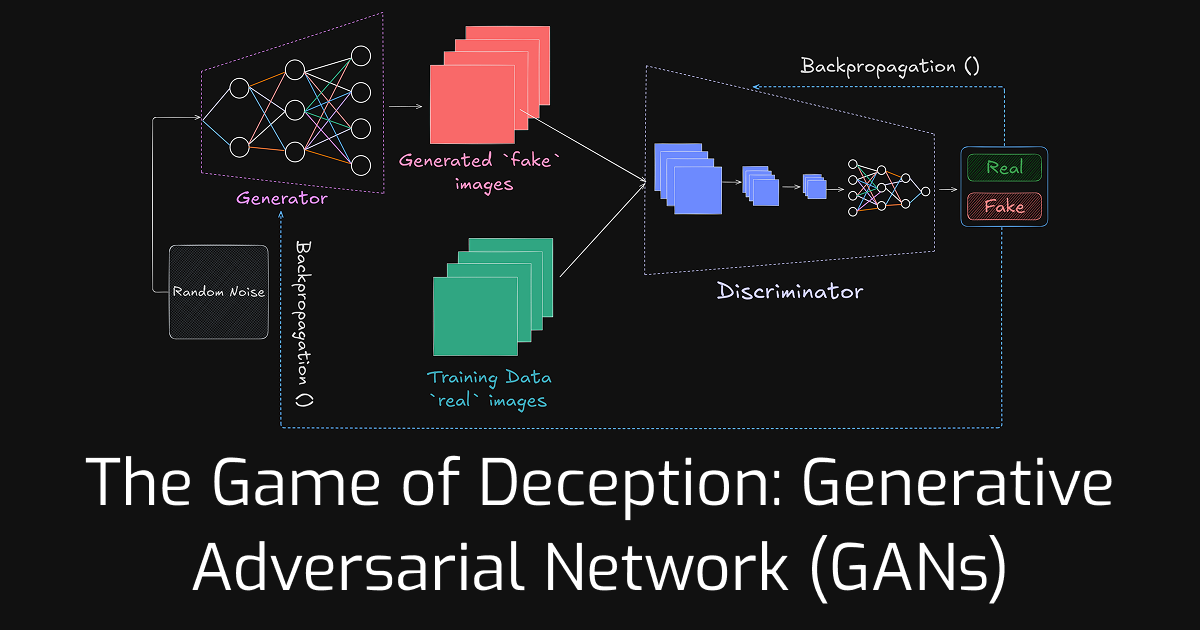 Backpropagation ()
Generated `fake`
images
Real
Fake
Generator
Random Noise
Backpropagation ()
Discriminator
Training Data
`real` images
The Game of Deception: Generative
Adversarial Network (GANs)